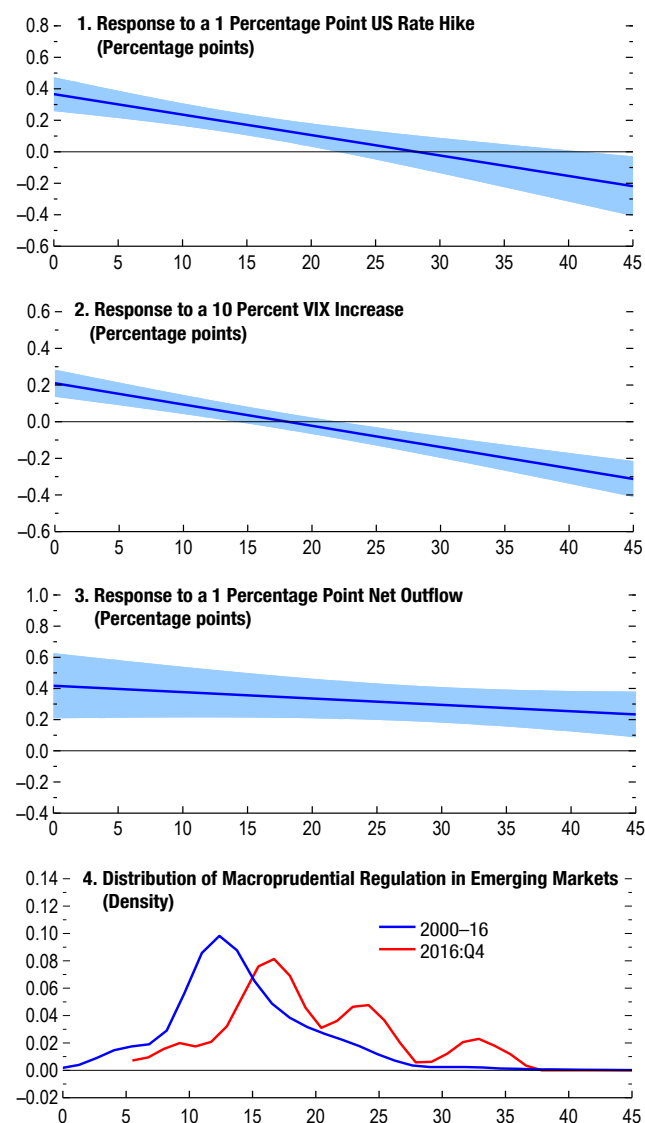 1. Response to a 1 Percentage Point US Rate Hike
(Percentage points)
0.8
0.6
0.4
0.2
0.0
–0.2
–0.4
–0.6
0 5 10 15 20 25 30 35 40 45
2. Response to a 10 Percent VIX Increase
(Percentage points)
0.6
0.4
0.2
0.0
–0.2
–0.4
–0.6
0 5 10 15 20 25 30 35 40 45
3. Response to a 1 Percentage Point Net Outflow
(Percentage points)
1.0
0.8
0.6
0.4
0.2
0.0
–0.2
–0.4
0 5 10 15 20 25 30 35 40 45
4. Distribution of Macroprudential Regulation in Emerging Markets
(Density)
0.14
0.12
0.10
0.08
0.06
0.04
0.02
0.00
–0.02
2000–16
2016:Q4
0 5 10 15 20 25 30 35 40 45